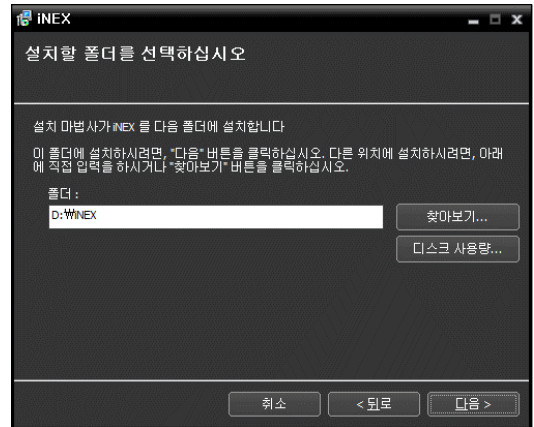 iNEX
설치할 폴더를 선택하십시오
설치 마법사가 iNEX 를 다음 폴더에 설치합니다
이 폴더에 설치하시려면, "다음" 버튼을 클릭하십시오. 다른 위치에 설치하시려면, 아래
에 직접 입력을 하시거나 "찾아보기" 버튼을 클릭하십시오.
폴더 :
D:₩iNEX
찾아보기...
디스크 사용량...
취소
< 뒤로
다음 >